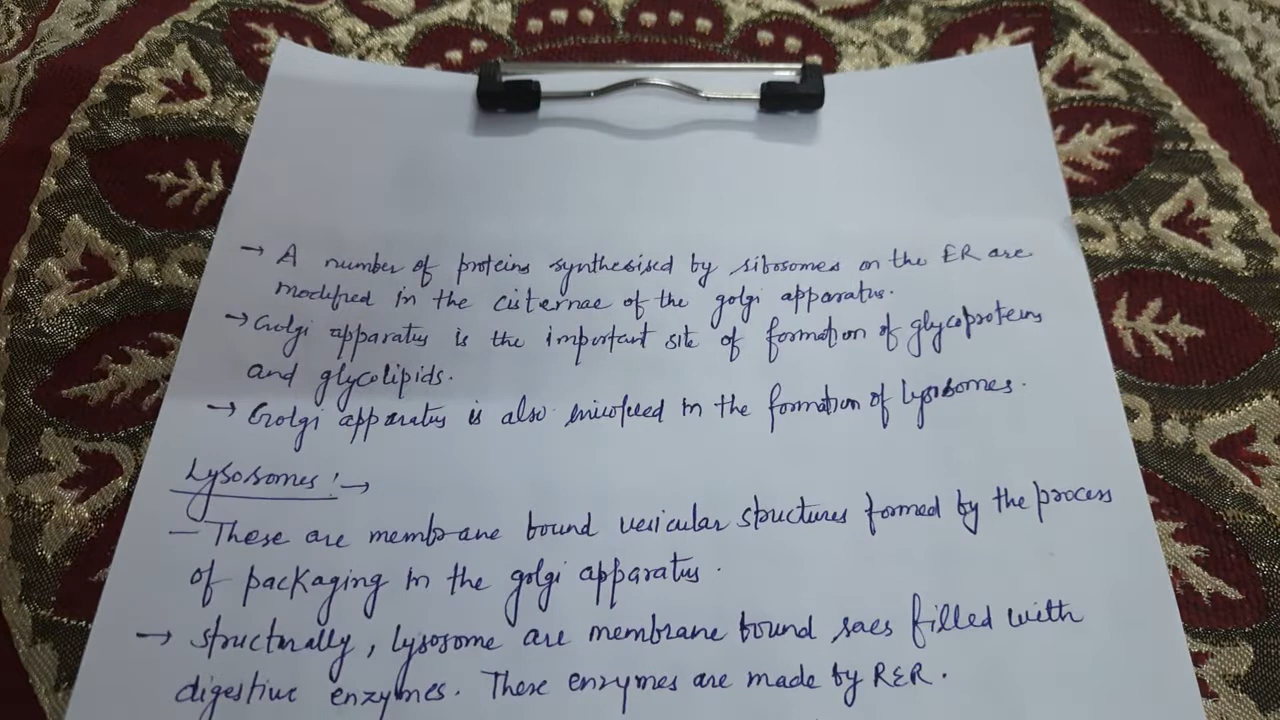 → A number of proteins synthesised by ribosomes on the ER are
modified in the cisternae of the golgi apparatus.
→ Golgi apparatus is the important site of formation of glycoproteins
and glycolipids.
→ Golgi apparatus is also involved in the formation of lysosomes.
Lysosomes :→
— These are membrane bound vesicular structures formed by the process
of packaging in the golgi apparatus.
→ structurally, lysosome are membrane bound sacs filled with
digestive enzymes. These enzymes are made by RER.